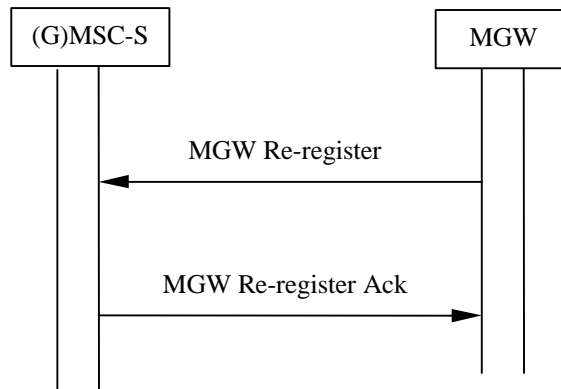 (G)MSC-S
MGW
MGW Re-register
MGW Re-register Ack